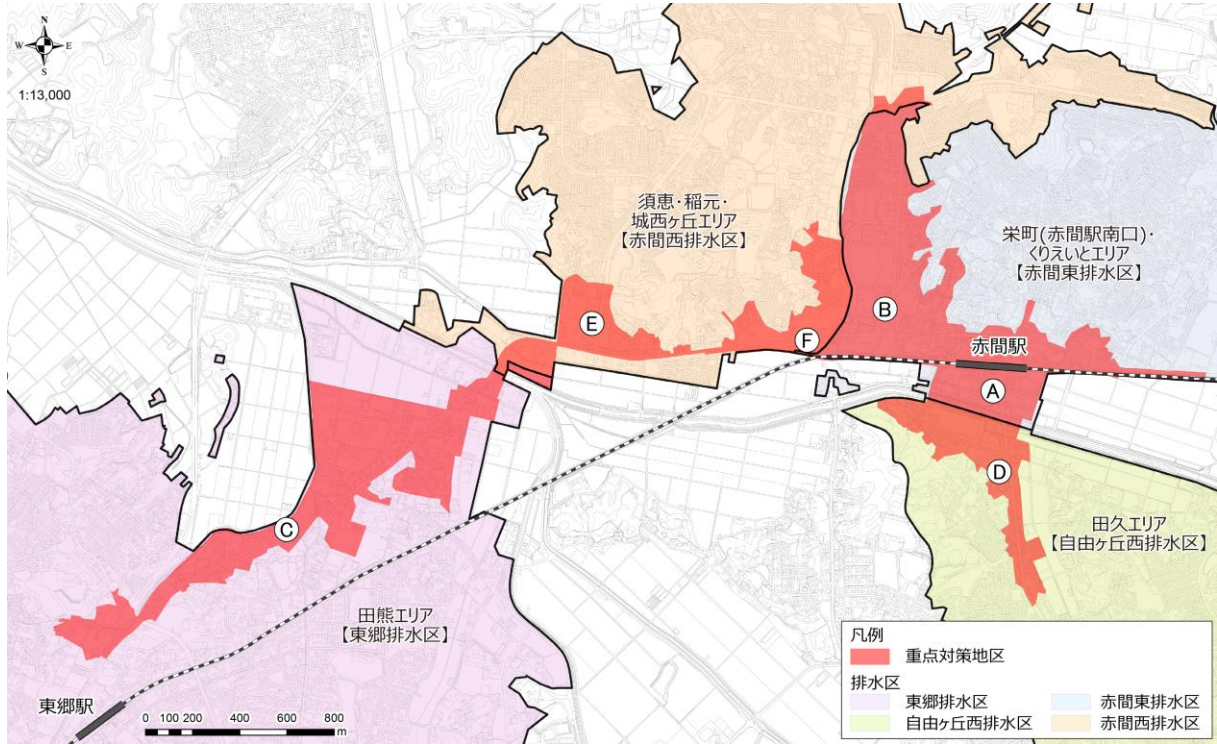 N
W
E
S
1:13,000
須恵・稲元・
城西ヶ丘エリア
【赤間西排水区】
栄町(赤間駅南口)・
くりえいとエリア
【赤間東排水区】
E
B
F
赤間駅
A
D
C
田久エリア
【自由ヶ丘西排水区】
田熊エリア
【東郷排水区】
東郷駅
0 100 200 400 600 800
m
凡例
重点対策地区
排水区
東郷排水区
赤間東排水区
自由ヶ丘西排水区
赤間西排水区